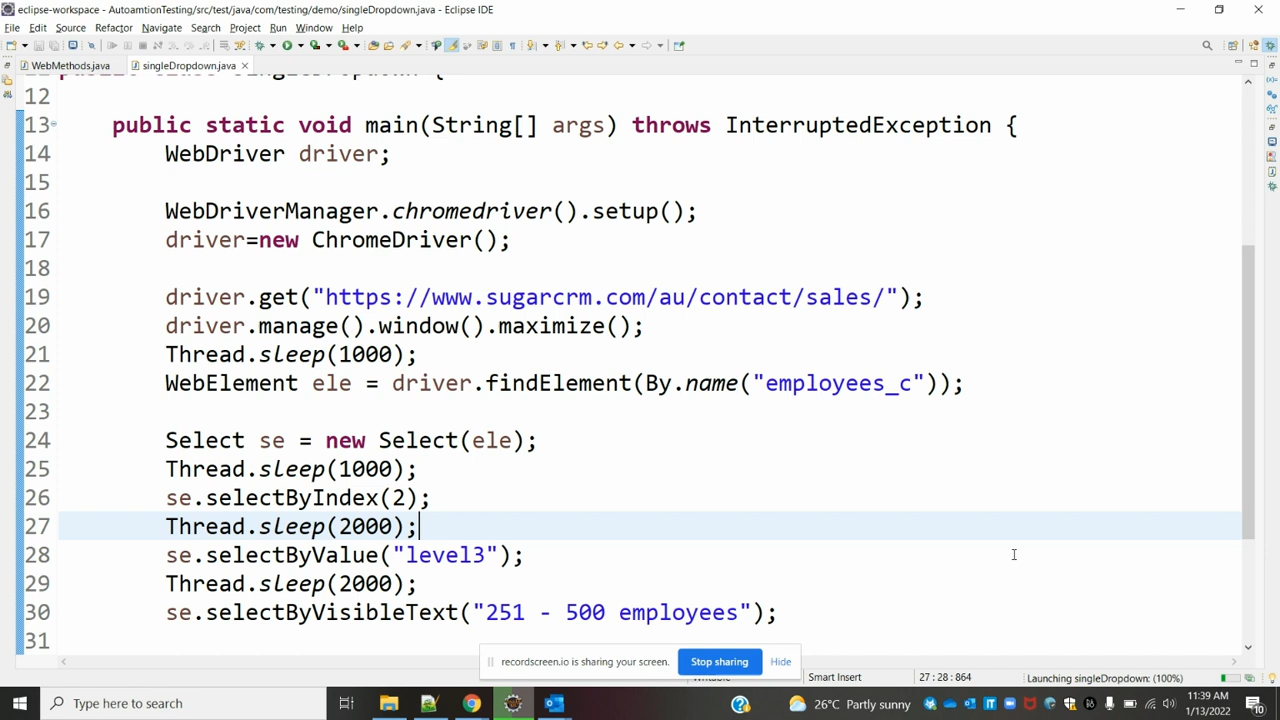 eclipse-workspace - AutoamtionTesting/src/test/java/com/testing/demo/singleDropdown.java - Eclipse IDE
File Edit Source Refactor Navigate Search Project Run Window Help
WebMethods.java singleDropdown.java
12
13 public static void main(String[] args) throws InterruptedException {
14 WebDriver driver;
15
16 WebDriverManager.chromedriver().setup();
17 driver=new ChromeDriver();
18
19 driver.get("https://www.sugarcrm.com/au/contact/sales/");
20 driver.manage().window().maximize();
21 Thread.sleep(1000);
22 WebElement ele = driver.findElement(By.name("employees_c"));
23
24 Select se = new Select(ele);
25 Thread.sleep(1000);
26 se.selectByIndex(2);
27 Thread.sleep(2000);
28 se.selectByValue("level3");
29 Thread.sleep(2000);
30 se.selectByVisibleText("251 - 500 employees");
31
recordscreen.io is sharing your screen. Stop sharing Hide
Smart Insert 27 : 28 : 864 Launching singleDropdown: (100%)
Type here to search 26°C Partly sunny 11:39 AM
1/13/2022 10